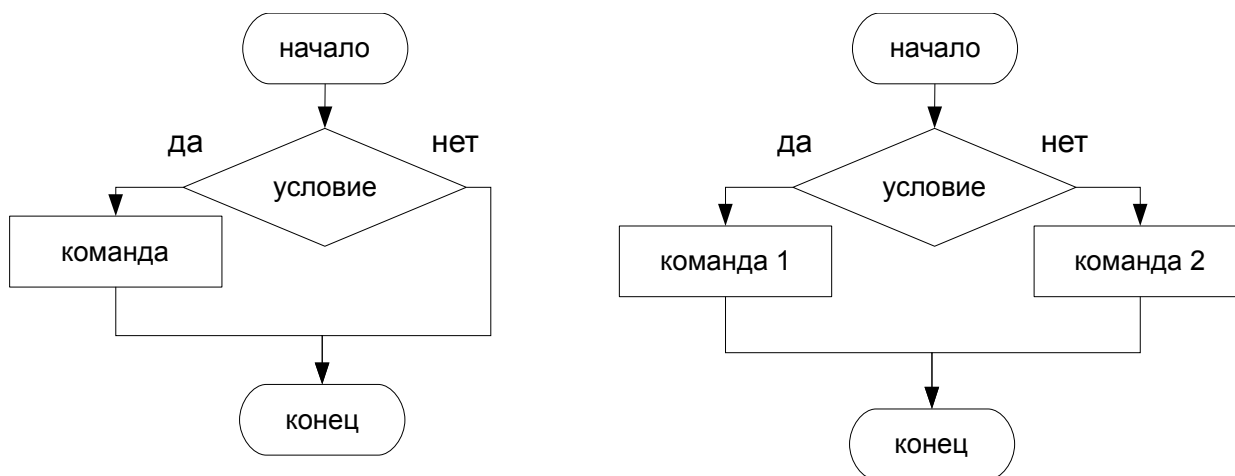 начало
да
нет
условие
команда
конец
начало
да
нет
условие
команда 1
команда 2
конец